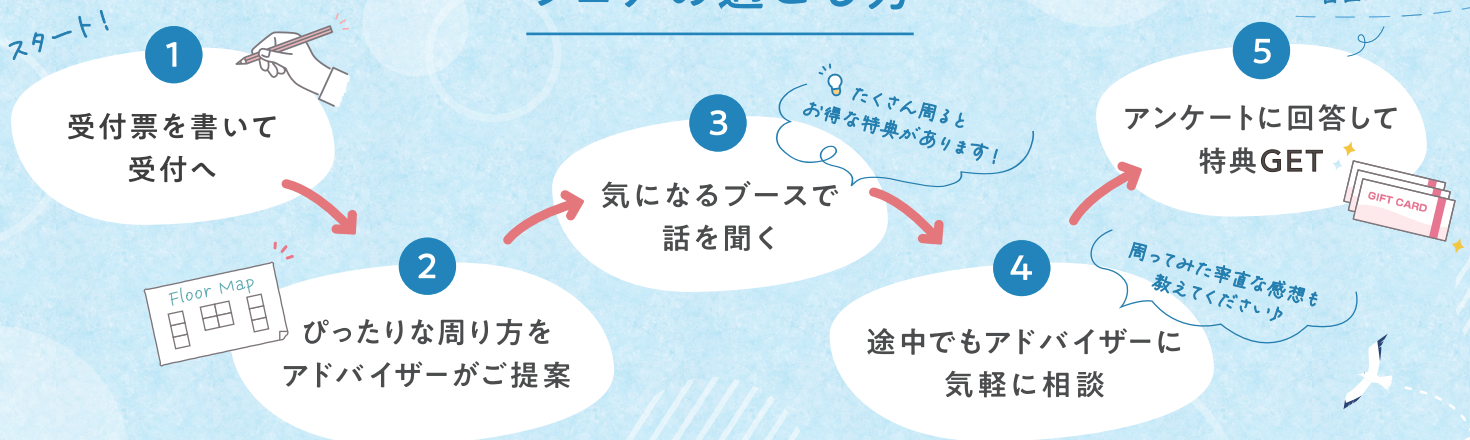 スタート!
1
受付票を書いて
受付へ
Floor Map
2
ぴったりな周り方を
アドバイザーがご提案
3
たくさん周ると
お得な特典があります!
気になるブースで
話を聞く
4
途中でもアドバイザーに
気軽に相談
周ってみた率直な感想も
教えてください♪
5
アンケートに回答して
特典GET
GIFT CARD